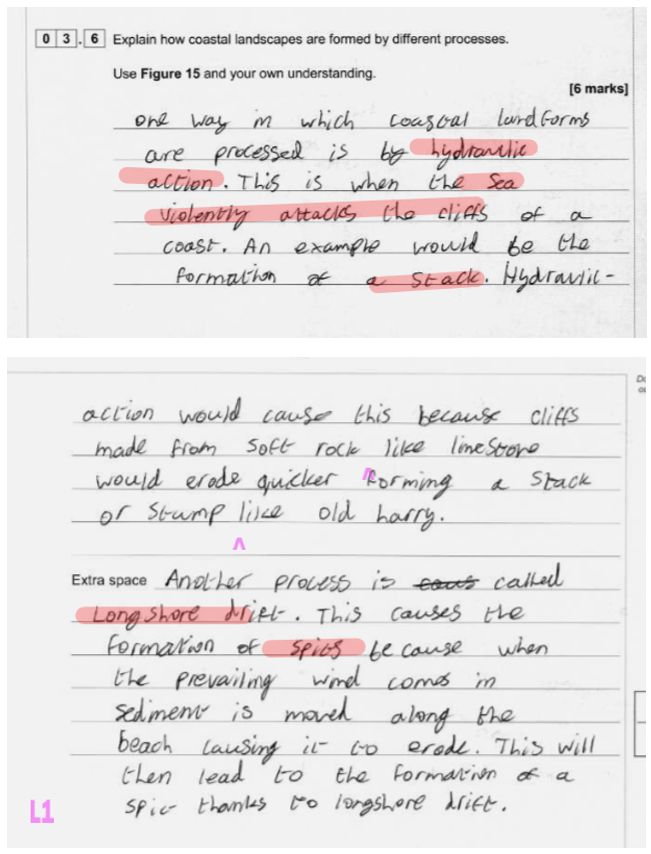 0 3 . 6 Explain how coastal landscapes are formed by different processes.
Use Figure 15 and your own understanding.
[6 marks]
one way in which coastal landforms
are processed is by hydraulic
action. This is when the sea
violently attacks the cliffs of a
coast. An example would be the
formation of a stack. Hydraulic-
action would cause this because cliffs
made from soft rock like limestone
would erode quicker ^ forming a stack
or stump like old harry.
^
Extra space Another process is caus called
Longshore drift. This causes the
formation of spits because when
the prevailing wind comes in
sediment is moved along the
beach causing it to erode. This will
then lead to the formation of a
spit thanks to longshore drift.
L1